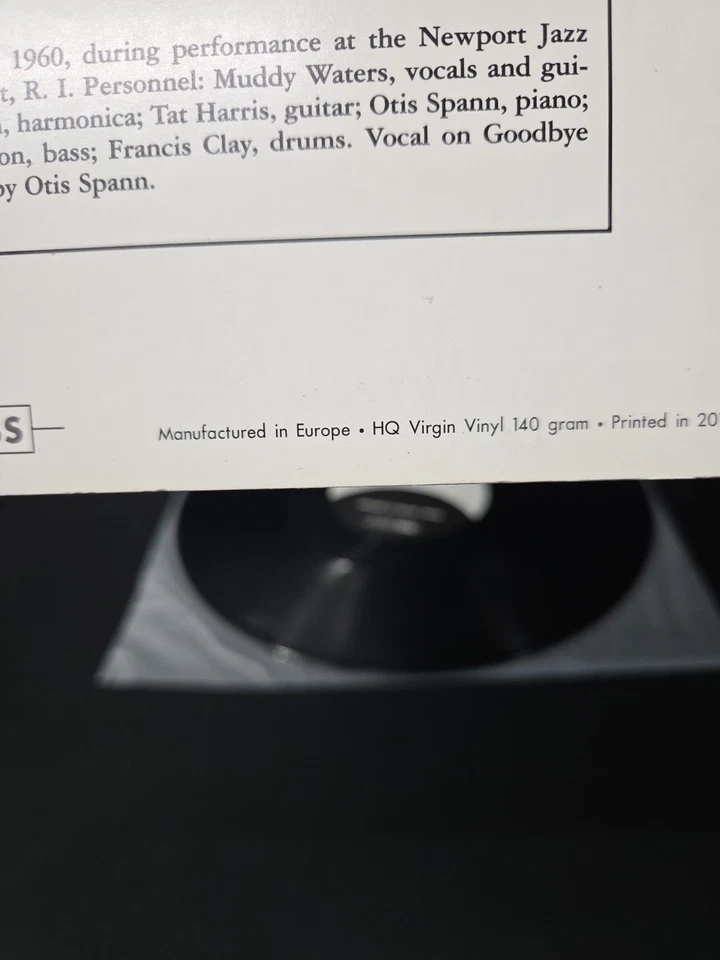 1960, during performance at the Newport Jazz
t, R. I. Personnel: Muddy Waters, vocals and gui-
, harmonica; Tat Harris, guitar; Otis Spann, piano;
on, bass; Francis Clay, drums. Vocal on Goodbye
by Otis Spann.
S
Manufactured in Europe • HQ Virgin Vinyl 140 gram • Printed in 20